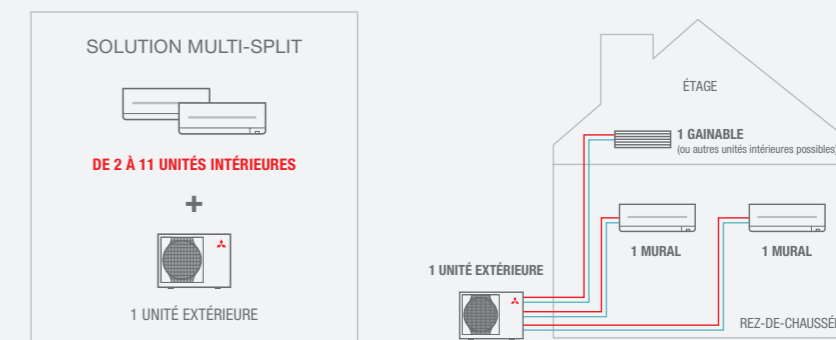 SOLUTION MULTI-SPLIT
DE 2 À 11 UNITÉS INTÉRIEURES
+
1 UNITÉ EXTÉRIEURE
ÉTAGE
1 GAINABLE
(ou autres unités intérieures possibles)
1 MURAL
1 MURAL
1 UNITÉ EXTÉRIEURE
REZ-DE-CHAUSSÉE